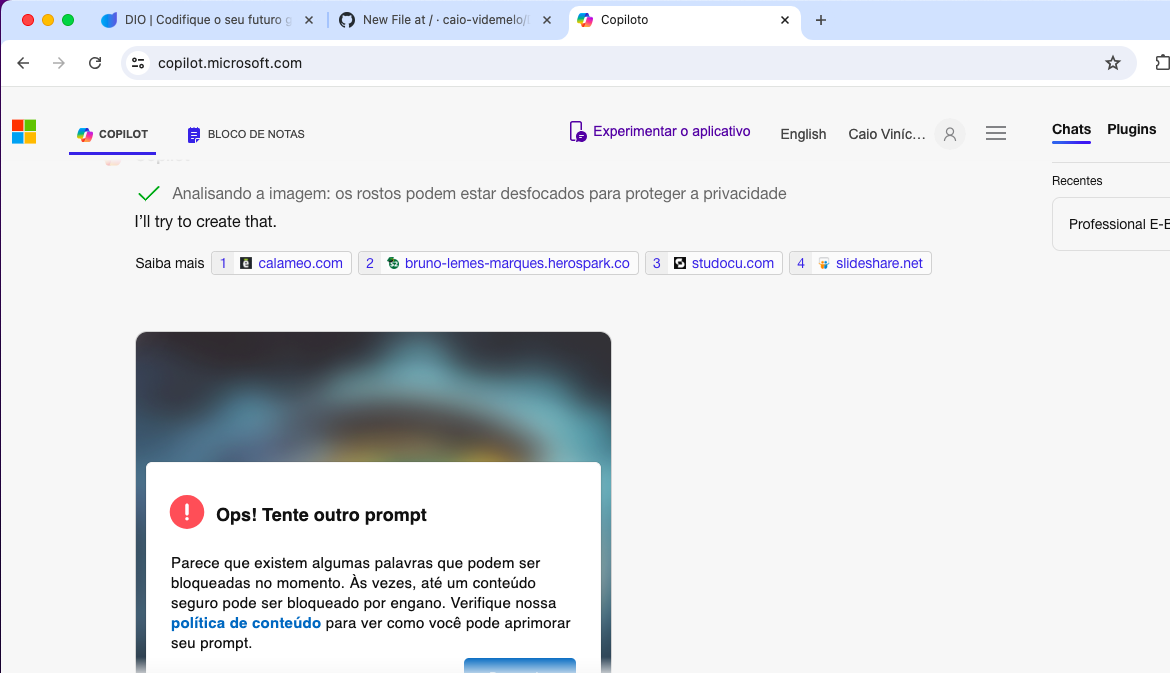 DIO | Codifique o seu futuro g
New File at / · caio-videmelo/
Copiloto
copilot.microsoft.com
COPILOT
BLOCO DE NOTAS
Experimentar o aplicativo
English
Caio Viníc...
Chats
Plugins
Analisando a imagem: os rostos podem estar desfocados para proteger a privacidade
I'll try to create that.
Recentes
Professional E-E
Saiba mais 1 calameo.com 2 bruno-lemes-marques.herospark.co 3 studocu.com 4 slideshare.net
Ops! Tente outro prompt
Parece que existem algumas palavras que podem ser
bloqueadas no momento. Às vezes, até um conteúdo
seguro pode ser bloqueado por engano. Verifique nossa
política de conteúdo para ver como você pode aprimorar
seu prompt.